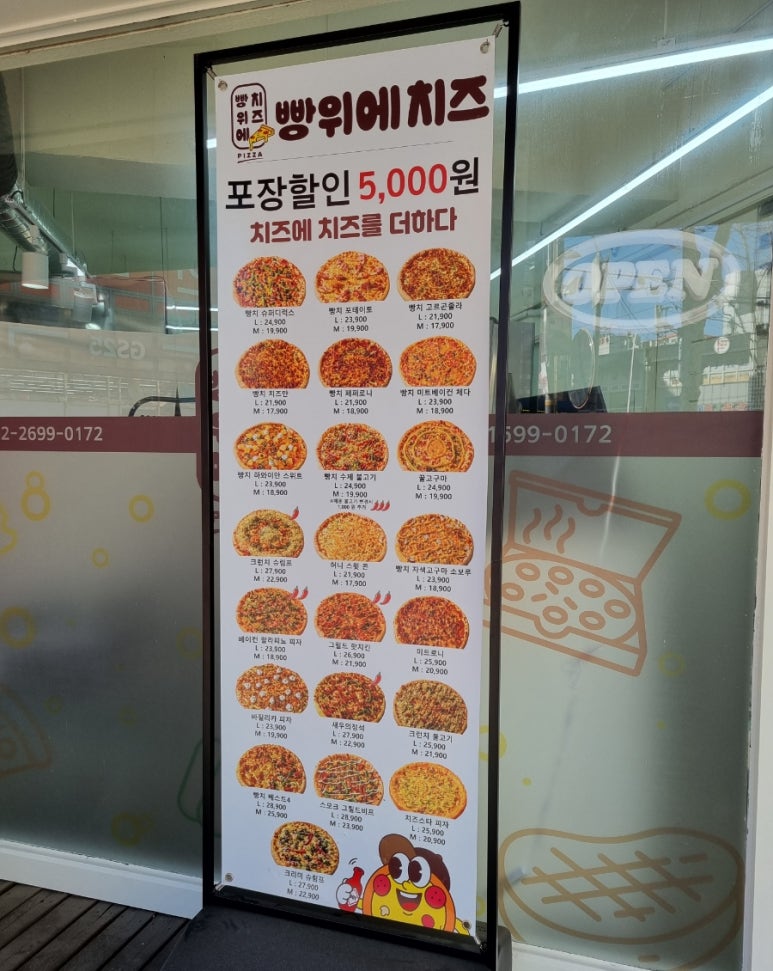 빵위에
치즈
PIZZA
빵위에 치즈
포장할인 5,000원
치즈에 치즈를 더하다
빵치 슈퍼디럭스
L : 24,900
M : 19,900
빵치 포테이토
L : 23,900
M : 19,900
빵치 고르곤졸라
L : 21,900
M : 17,900
빵치 치즈만
L : 21,900
M : 17,900
빵치 페퍼로니
L : 21,900
M : 18,900
빵치 미트베이컨 체다
L : 23,900
M : 18,900
빵치 하와이안 스위트
L : 23,900
M : 18,900
빵치 수제 불고기
L : 24,900
M : 19,900
꿀고구마
L : 24,900
M : 19,900
크런치 슈림프
L : 27,900
M : 22,900
허니 스윗 콘
L : 21,900
M : 17,900
빵치 자색고구마 소보루
L : 23,900
M : 18,900
베이컨 할라피뇨 피자
L : 23,900
M : 18,900
그릴드 핫치킨
L : 26,900
M : 21,900
미트로니
L : 25,900
M : 20,900
바질리카 피자
L : 23,900
M : 19,900
새우의정석
L : 27,900
M : 22,900
크런치 불고기
L : 25,900
M : 21,900
빵치 베스트4
L : 28,900
M : 25,900
스모크 그릴드비프
L : 28,900
M : 23,900
치즈스타 피자
L : 25,900
M : 20,900
크리미 슈림프
L : 27,900
M : 22,900
OPEN
GS25
2-2699-0172
599-0172